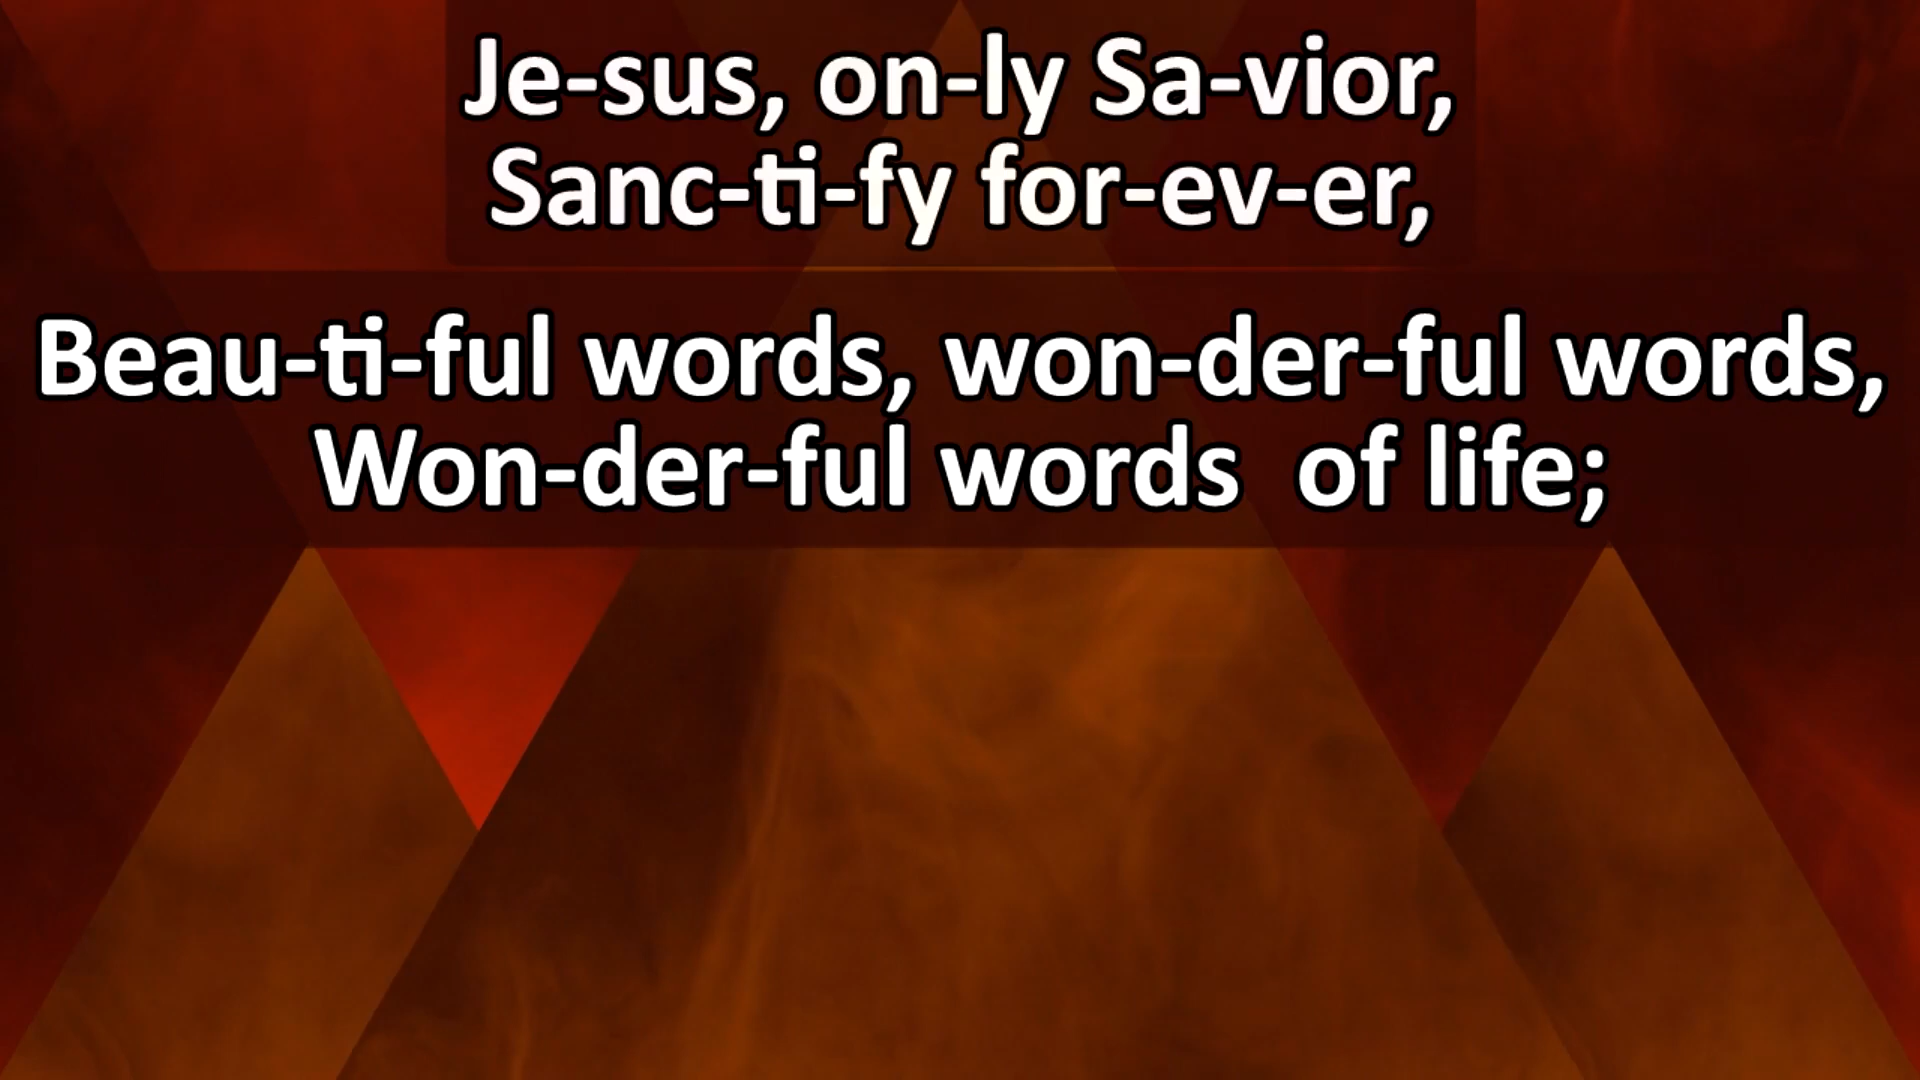 Je-sus, on-ly Sa-vior,
Sanc-ti-fy for-ev-er,
Beau-ti-ful words, won-der-ful words,
Won-der-ful words  of life;